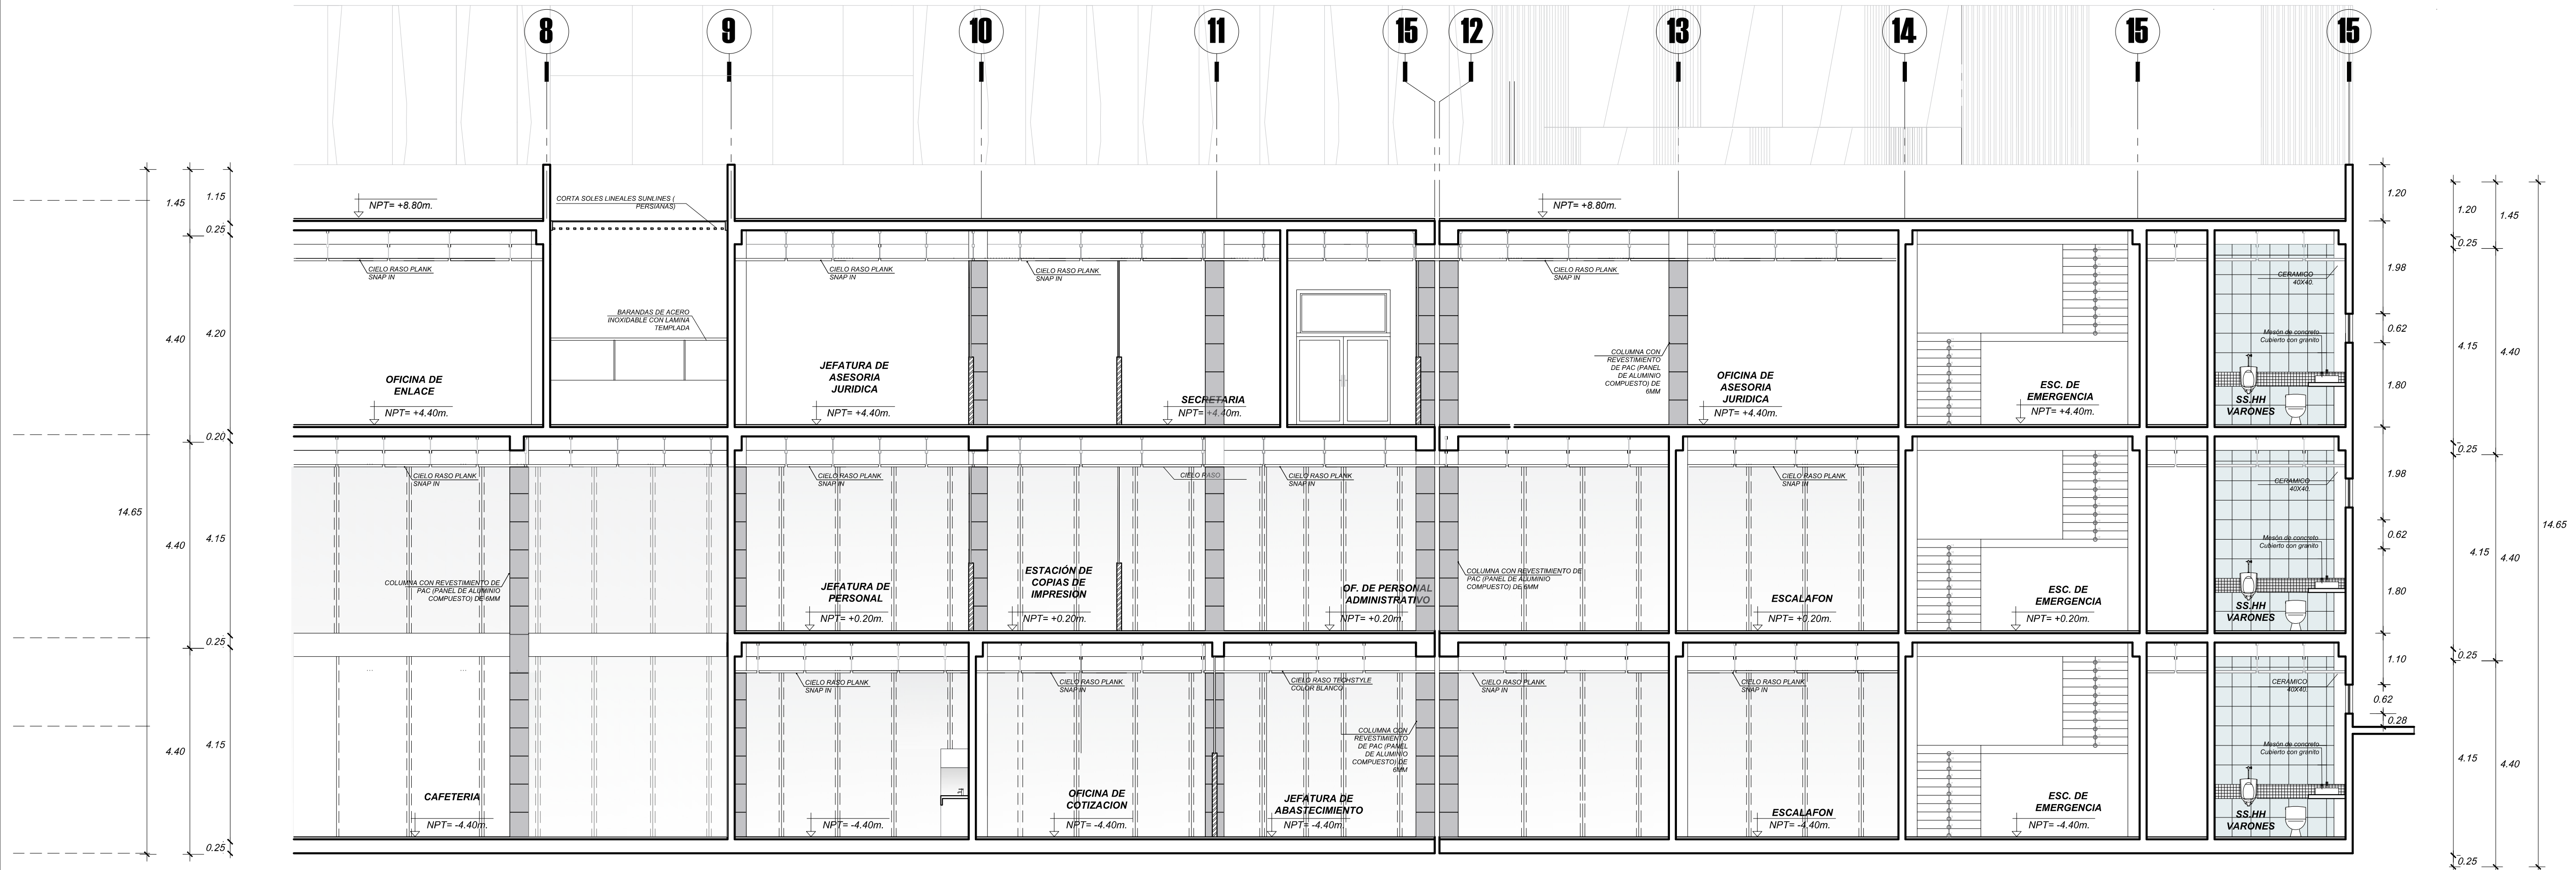 8
9
10
11
15
12
13
14
15
15
NPT= +8.80m.
CORTA SOLES LINEALES SUNLINES (
PERSIANAS)
NPT= +8.80m.
CIELO RASO PLANK
SNAP IN
CIELO RASO PLANK
SNAP IN
CIELO RASO PLANK
SNAP IN
CIELO RASO PLANK
SNAP IN
CERAMICO
40X40.
BARANDAS DE ACERO
INOXIDABLE CON LAMINA
TEMPLADA
Mesón de concreto
Cubierto con granito
COLUMNA CON
REVESTIMIENTO
DE PAC (PANEL
DE ALUMINIO
COMPUESTO) DE
6MM
OFICINA DE
ENLACE
NPT= +4.40m.
JEFATURA DE
ASESORIA
JURIDICA
NPT= +4.40m.
SECRETARIA
NPT= +4.40m.
OFICINA DE
ASESORIA
JURIDICA
NPT= +4.40m.
ESC. DE
EMERGENCIA
NPT= +4.40m.
SS.HH
VARONES
CIELO RASO PLANK
SNAP IN
CIELO RASO PLANK
SNAP IN
CIELO RASO
CIELO RASO PLANK
SNAP IN
CIELO RASO PLANK
SNAP IN
CERAMICO
40X40.
Mesón de concreto
Cubierto con granito
COLUMNA CON REVESTIMIENTO DE
PAC (PANEL DE ALUMINIO
COMPUESTO) DE 6MM
JEFATURA DE
PERSONAL
NPT= +0.20m.
ESTACIÓN DE
COPIAS DE
IMPRESION
NPT= +0.20m.
OF. DE PERSONAL
ADMINISTRATIVO
NPT= +0.20m.
COLUMNA CON REVESTIMIENTO DE
PAC (PANEL DE ALUMINIO
COMPUESTO) DE 6MM
ESCALAFON
NPT= +0.20m.
ESC. DE
EMERGENCIA
NPT= +0.20m.
SS.HH
VARONES
CIELO RASO PLANK
SNAP IN
CIELO RASO PLANK
SNAP IN
CIELO RASO TECHSTYLE
COLOR BLANCO
CIELO RASO PLANK
SNAP IN
CIELO RASO PLANK
SNAP IN
CERAMICO
40X40.
COLUMNA CON
REVESTIMIENTO
DE PAC (PANEL
DE ALUMINIO
COMPUESTO) DE
6MM
Mesón de concreto
Cubierto con granito
CAFETERIA
NPT= -4.40m.
NPT= -4.40m.
OFICINA DE
COTIZACION
NPT= -4.40m.
JEFATURA DE
ABASTECIMIENTO
NPT= -4.40m.
ESCALAFON
NPT= -4.40m.
ESC. DE
EMERGENCIA
NPT= -4.40m.
SS.HH
VARONES
14.65
1.45
4.40
4.40
4.40
1.15
0.25
4.20
0.20
4.15
0.25
4.15
0.25
1.20
1.98
0.62
1.80
1.98
0.62
1.80
1.10
0.62
0.28
1.20
0.25
4.15
0.25
4.15
0.25
4.15
0.25
1.45
4.40
4.40
4.40
14.65